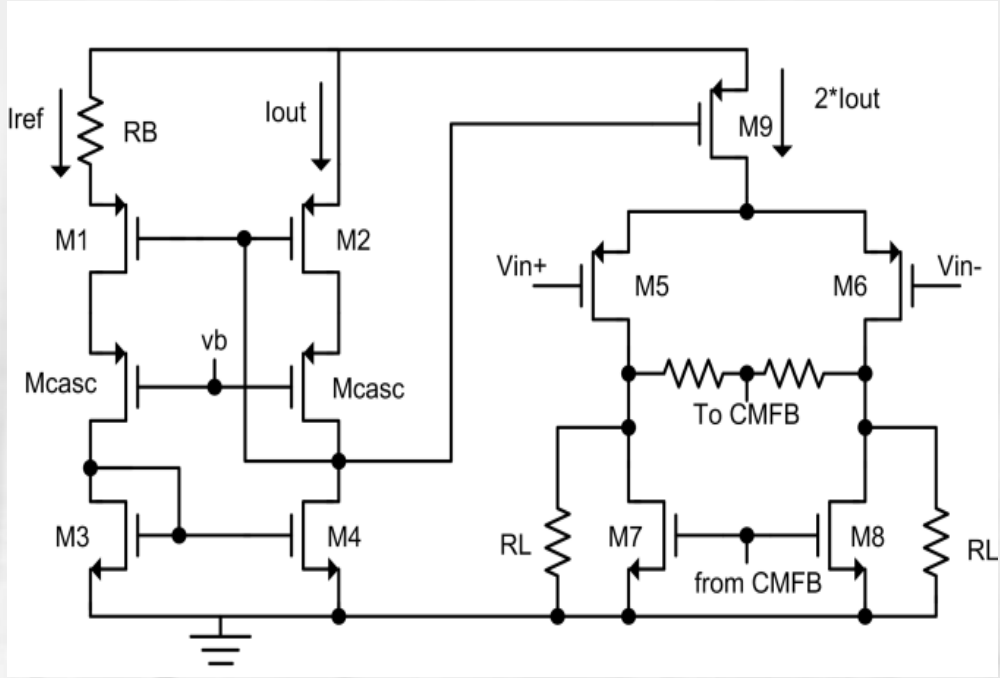 Iref
RB
Iout
2*Iout
M9
M1
M2
Vin+
M5
M6
Vin-
vb
Mcasc
Mcasc
To CMFB
M3
M4
RL
M7
M8
RL
from CMFB